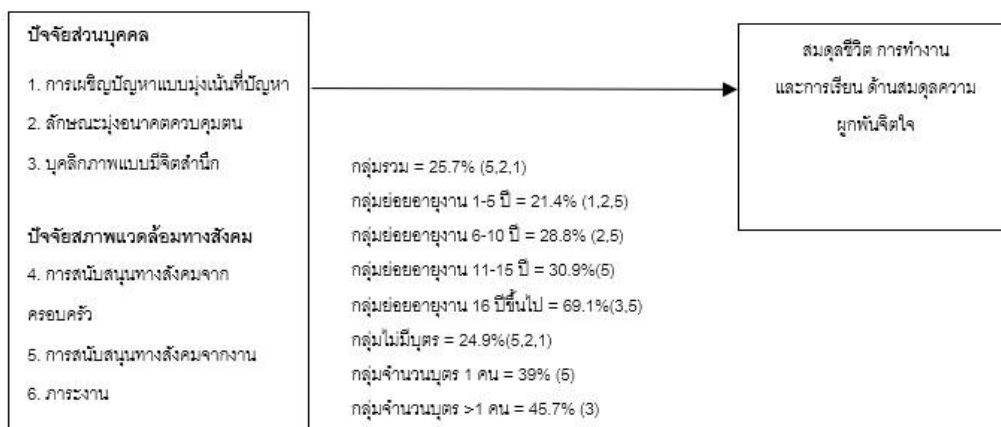 ปัจจัยส่วนบุคคล
1. การเผชิญปัญหาแบบมุ่งเน้นที่ปัญหา
2. ลักษณะมุ่งอนาคตควบคุมตน
3. บุคลิกภาพแบบมีจิตสำนึก
ปัจจัยสภาพแวดล้อมทางสังคม
4. การสนับสนุนทางสังคมจาก
ครอบครัว
5. การสนับสนุนทางสังคมจากงาน
6. ภาระงาน
กลุ่มรวม = 25.7% (5,2,1)
กลุ่มย่อยอายุงาน 1-5 ปี = 21.4% (1,2,5)
กลุ่มย่อยอายุงาน 6-10 ปี = 28.8% (2,5)
กลุ่มย่อยอายุงาน 11-15 ปี = 30.9%(5)
กลุ่มย่อยอายุงาน 16 ปีขึ้นไป = 69.1%(3,5)
กลุ่มไม่มีบุตร = 24.9%(5,2,1)
กลุ่มจำนวนบุตร 1 คน = 39% (5)
กลุ่มจำนวนบุตร >1 คน = 45.7% (3)
สมดุลชีวิต การทำงาน
และการเรียน ด้านสมดุลความ
ผูกพันจิตใจ